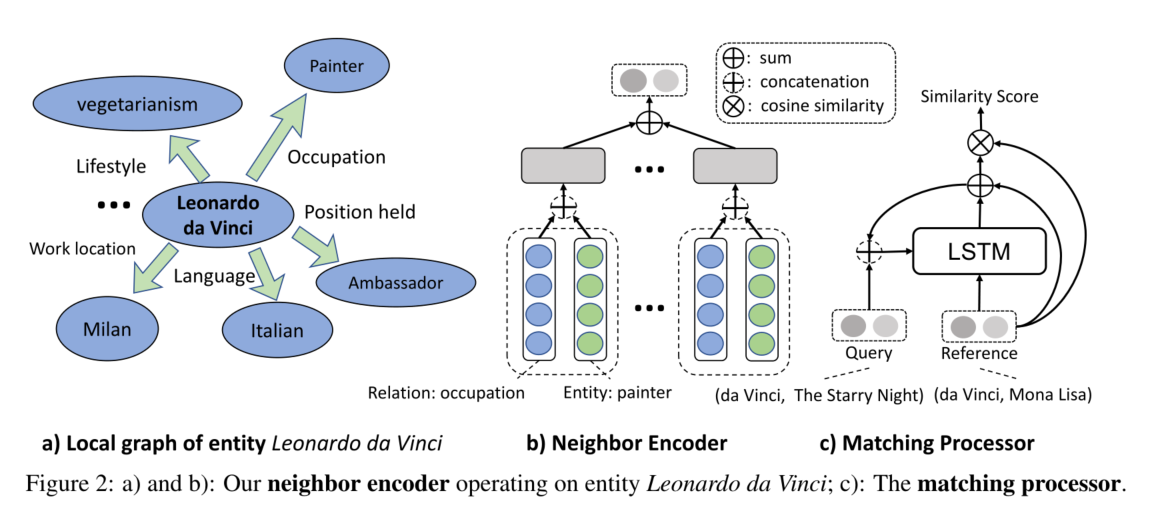 Painter
vegetarianism
Lifestyle
Occupation
...
Leonardo
da Vinci
Position held
Work location
Language
Ambassador
Milan
Italian
: sum
: concatenation
: cosine similarity
...
...
Relation: occupation
Entity: painter
Similarity Score
LSTM
Query
Reference
(da Vinci, The Starry Night)
(da Vinci, Mona Lisa)
a) Local graph of entity Leonardo da Vinci
b) Neighbor Encoder
c) Matching Processor
Figure 2: a) and b): Our neighbor encoder operating on entity Leonardo da Vinci; c): The matching processor.